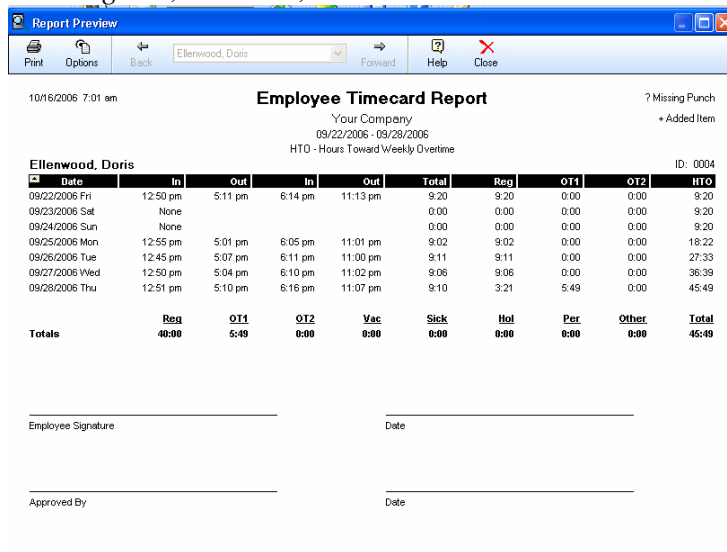 Report Preview
Print Options Back Ellenwood, Doris Forward Help Close
10/16/2006 7:01 am Employee Timecard Report ? Missing Punch
Your Company + Added Item
09/22/2006 - 09/28/2006
HTO - Hours Toward Weekly Overtime
Ellenwood, Doris ID: 0004
Date In Out In Out Total Reg OT1 OT2 HTO
09/22/2006 Fri 12:50 pm 5:11 pm 6:14 pm 11:13 pm 9:20 9:20 0:00 0:00 9:20
09/23/2006 Sat None 0:00 0:00 0:00 0:00 9:20
09/24/2006 Sun None 0:00 0:00 0:00 0:00 9:20
09/25/2006 Mon 12:55 pm 5:01 pm 6:05 pm 11:01 pm 9:02 9:02 0:00 0:00 18:22
09/26/2006 Tue 12:45 pm 5:07 pm 6:11 pm 11:00 pm 9:11 9:11 0:00 0:00 27:33
09/27/2006 Wed 12:50 pm 5:04 pm 6:10 pm 11:02 pm 9:06 9:06 0:00 0:00 36:39
09/28/2006 Thu 12:51 pm 5:10 pm 6:16 pm 11:07 pm 9:10 3:21 5:49 0:00 45:49
Reg OT1 OT2 Vac Sick Hol Per Other Total
Totals 40:00 5:49 0:00 0:00 0:00 0:00 0:00 0:00 45:49
Employee Signature Date
Approved By Date